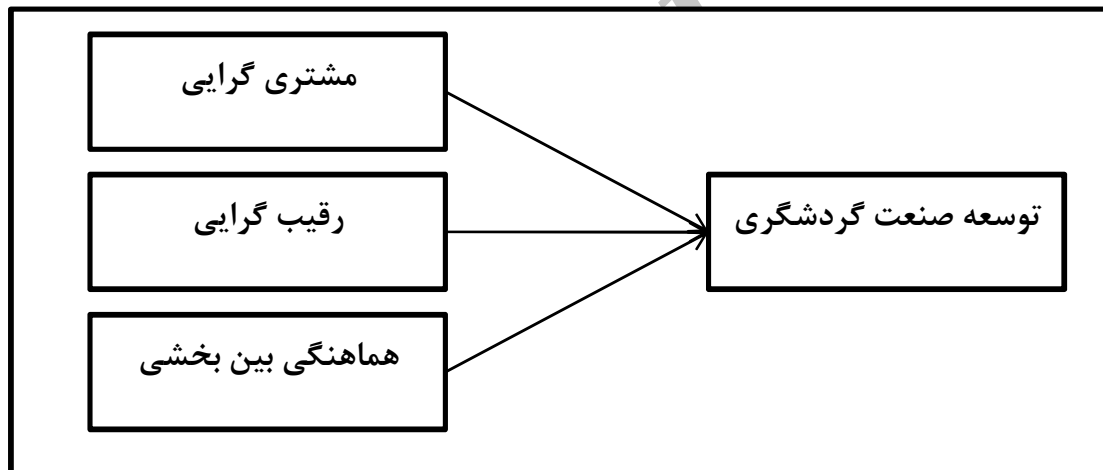 مشتری گرایی
رقیب گرایی
توسعه صنعت گردشگری
هماهنگی بین بخشی